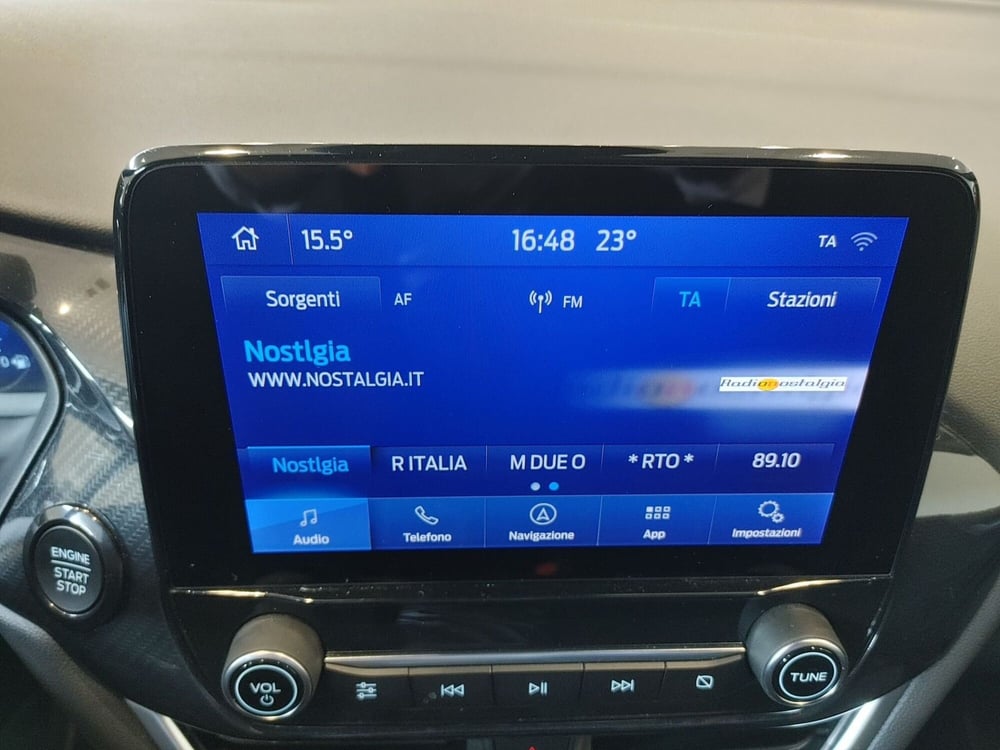 15.5° 16:48 23° TA
Sorgenti AF FM TA Stazioni
Nostlgia
WWW.NOSTALGIA.IT
Radionostalgia
Nostlgia R ITALIA M DUE O * RTO * 89.10
Audio Telefono Navigazione App Impostazioni
ENGINE
START
STOP
VOL
TUNE